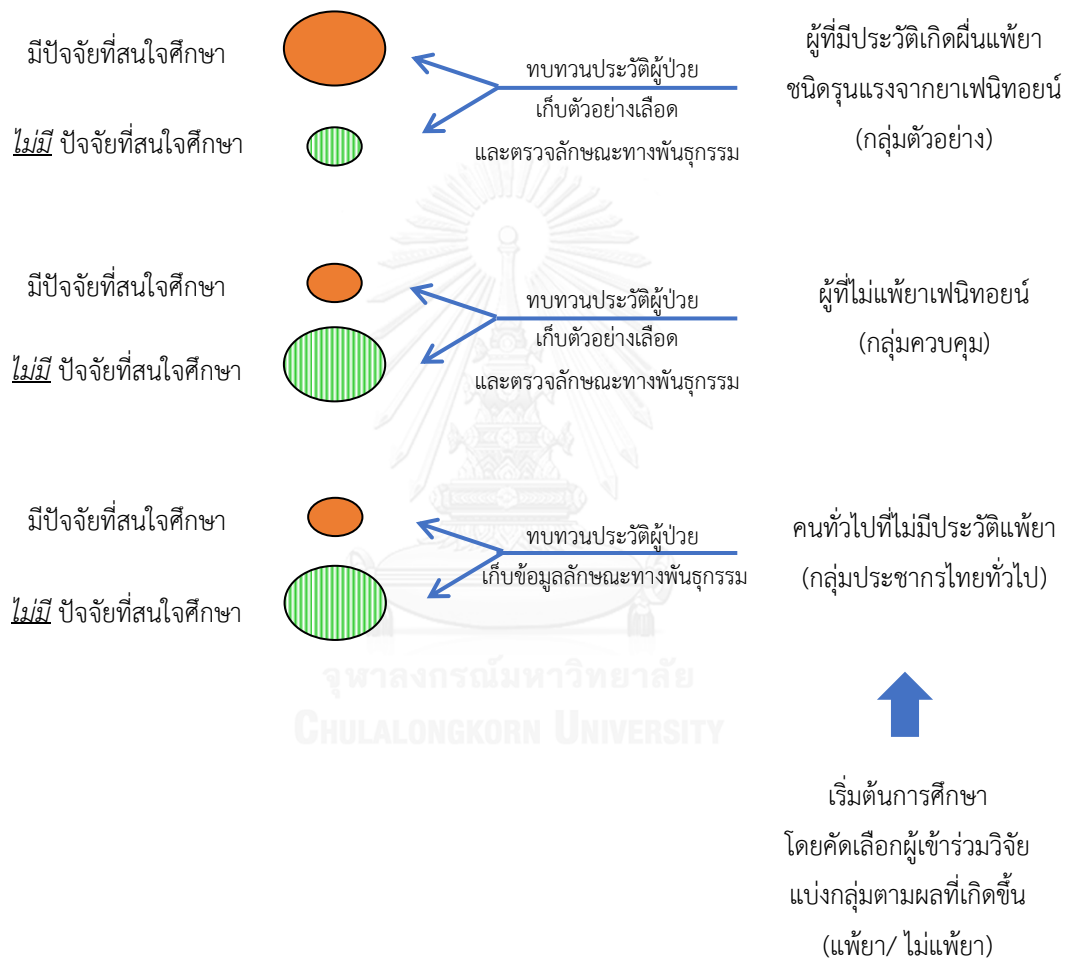 มีปัจจัยที่สนใจศึกษา
ไม่มี ปัจจัยที่สนใจศึกษา
ทบทวนประวัติผู้ป่วย
เก็บตัวอย่างเลือด
และตรวจลักษณะทางพันธุกรรม
ผู้ที่มีประวัติเกิดผื่นแพ้ยา
ชนิดรุนแรงจากยาเฟนิทอยน์
(กลุ่มตัวอย่าง)
มีปัจจัยที่สนใจศึกษา
ไม่มี ปัจจัยที่สนใจศึกษา
ทบทวนประวัติผู้ป่วย
เก็บตัวอย่างเลือด
และตรวจลักษณะทางพันธุกรรม
ผู้ที่ไม่แพ้ยาเฟนิทอยน์
(กลุ่มควบคุม)
มีปัจจัยที่สนใจศึกษา
ไม่มี ปัจจัยที่สนใจศึกษา
ทบทวนประวัติผู้ป่วย
เก็บข้อมูลลักษณะทางพันธุกรรม
คนทั่วไปที่ไม่มีประวัติแพ้ยา
(กลุ่มประชากรไทยทั่วไป)
จุฬาลงกรณ์มหาวิทยาลัย
CHULALONGKORN UNIVERSITY
เริ่มต้นการศึกษา
โดยคัดเลือกผู้เข้าร่วมวิจัย
แบ่งกลุ่มตามผลที่เกิดขึ้น
(แพ้ยา/ ไม่แพ้ยา)